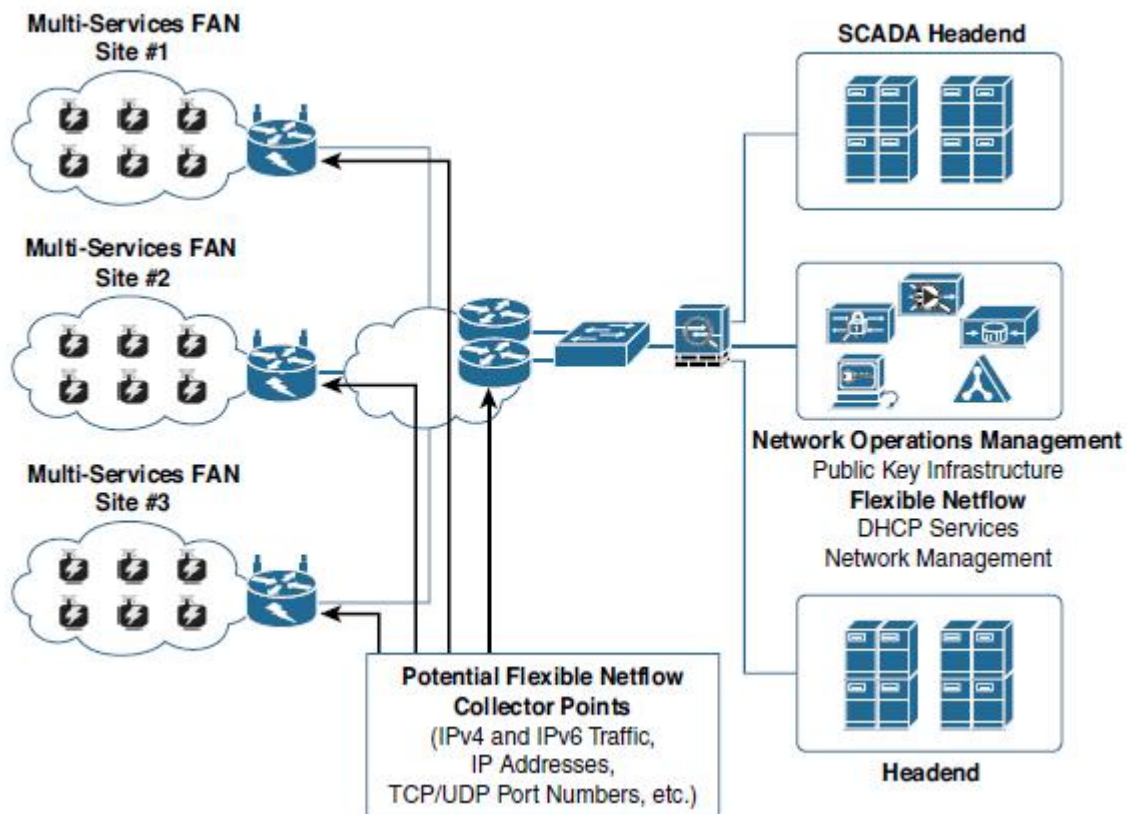 Multi-Services FAN
Site #1
SCADA Headend
Multi-Services FAN
Site #2
Network Operations Management
Public Key Infrastructure
Flexible Netflow
DHCP Services
Network Management
Multi-Services FAN
Site #3
Potential Flexible Netflow
Collector Points
(IPv4 and IPv6 Traffic,
IP Addresses,
TCP/UDP Port Numbers, etc.)
Headend